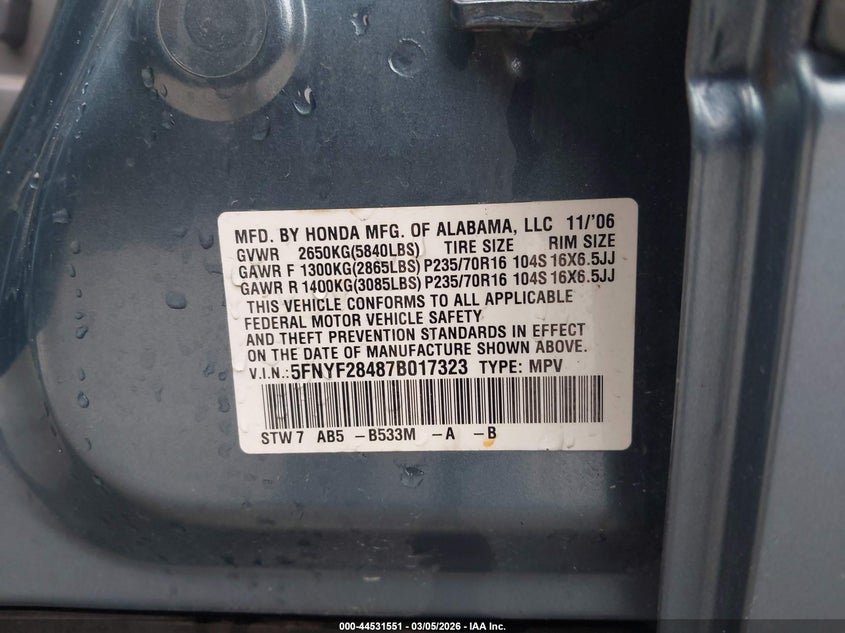 MFD. BY HONDA MFG. OF ALABAMA, LLC 11/'06
GVWR 2650KG(5840LBS) TIRE SIZE RIM SIZE
GAWR F 1300KG(2865LBS) P235/70R16 104S 16X6.5JJ
GAWR R 1400KG(3085LBS) P235/70R16 104S 16X6.5JJ
THIS VEHICLE CONFORMS TO ALL APPLICABLE
FEDERAL MOTOR VEHICLE SAFETY
AND THEFT PREVENTION STANDARDS IN EFFECT
ON THE DATE OF MANUFACTURE SHOWN ABOVE.
V.I.N.:5FNYF28487B017323 TYPE: MPV
STW7 AB5 -B533M -A -B
000-44531551 | 03/05/2026 - IAA Inc.